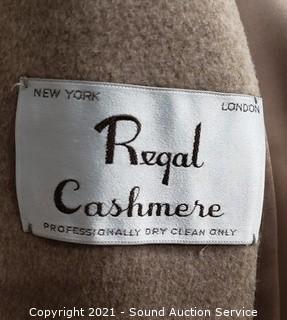 NEW YORK
LONDON
Regal
Cashmere
PROFESSIONALLY DRY CLEAN ONLY
Copyright 2021 - Sound Auction Service